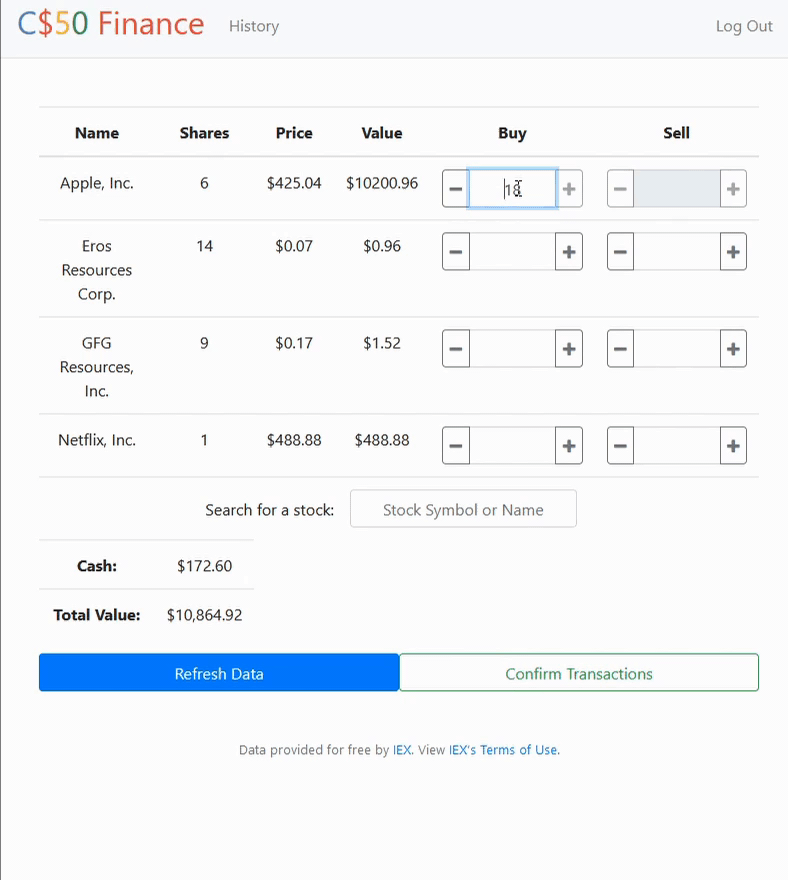 C$50 Finance History Log Out
Name Shares Price Value Buy Sell
Apple, Inc. 6 $425.04 $10200.96 18
Eros
Resources
Corp.
14 $0.07 $0.96
GFG
Resources,
Inc.
9 $0.17 $1.52
Netflix, Inc. 1 $488.88 $488.88
Search for a stock: Stock Symbol or Name
Cash: $172.60
Total Value: $10,864.92
Refresh Data Confirm Transactions
Data provided for free by IEX. View IEX's Terms of Use.